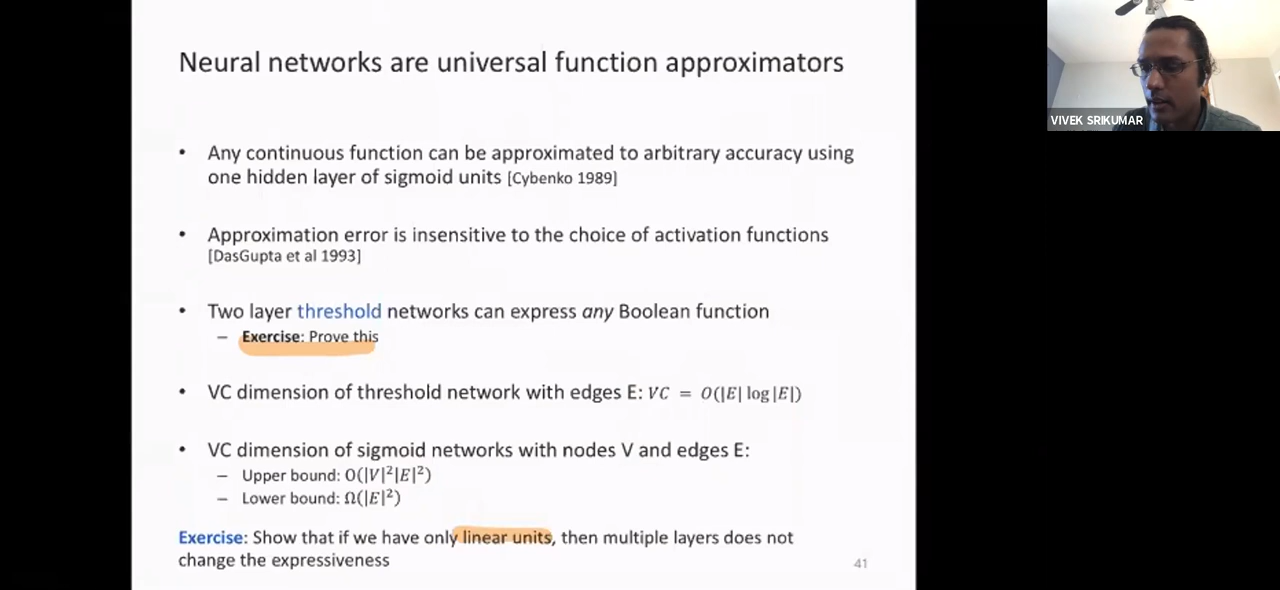 Neural networks are universal function approximators
VIVEK SRIKUMAR
• Any continuous function can be approximated to arbitrary accuracy using
one hidden layer of sigmoid units [Cybenko 1989]
• Approximation error is insensitive to the choice of activation functions
[DasGupta et al 1993]
• Two layer threshold networks can express any Boolean function
– Exercise: Prove this
• VC dimension of threshold network with edges E: VC = O(|E| log|E|)
• VC dimension of sigmoid networks with nodes V and edges E:
– Upper bound: O(|V|²|E|²)
– Lower bound: Ω(|E|²)
Exercise: Show that if we have only linear units, then multiple layers does not
change the expressiveness
41